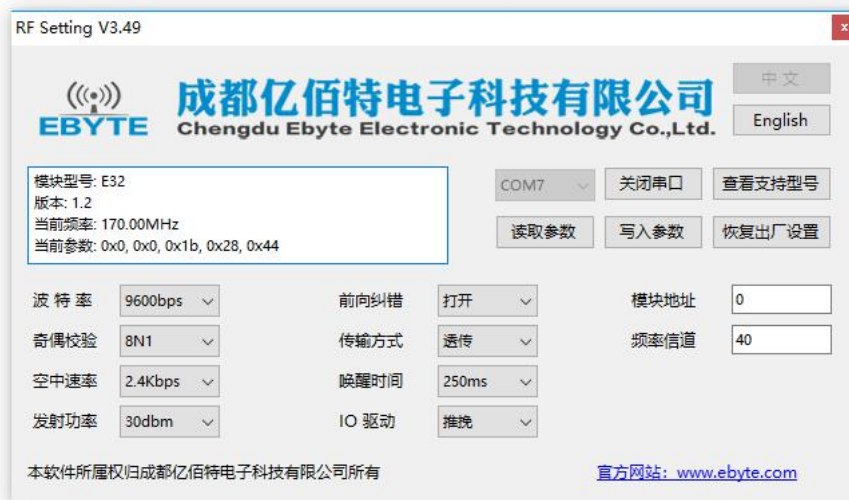 RF Setting V3.49
x
EBYTE
成都亿佰特电子科技有限公司
Chengdu Ebyte Electronic Technology Co.,Ltd.
中 文
English
模块型号: E32
版本: 1.2
当前频率: 170.00MHz
当前参数: 0x0, 0x0, 0x1b, 0x28, 0x44
COM7 关闭串口 查看支持型号
读取参数 写入参数 恢复出厂设置
波 特 率 9600bps 前向纠错 打开 模块地址 0
奇偶校验 8N1 传输方式 透传 频率信道 40
空中速率 2.4Kbps 唤醒时间 250ms
发射功率 30dbm IO 驱动 推挽
本软件所属权归成都亿佰特电子科技有限公司所有 官方网站：www.ebyte.com